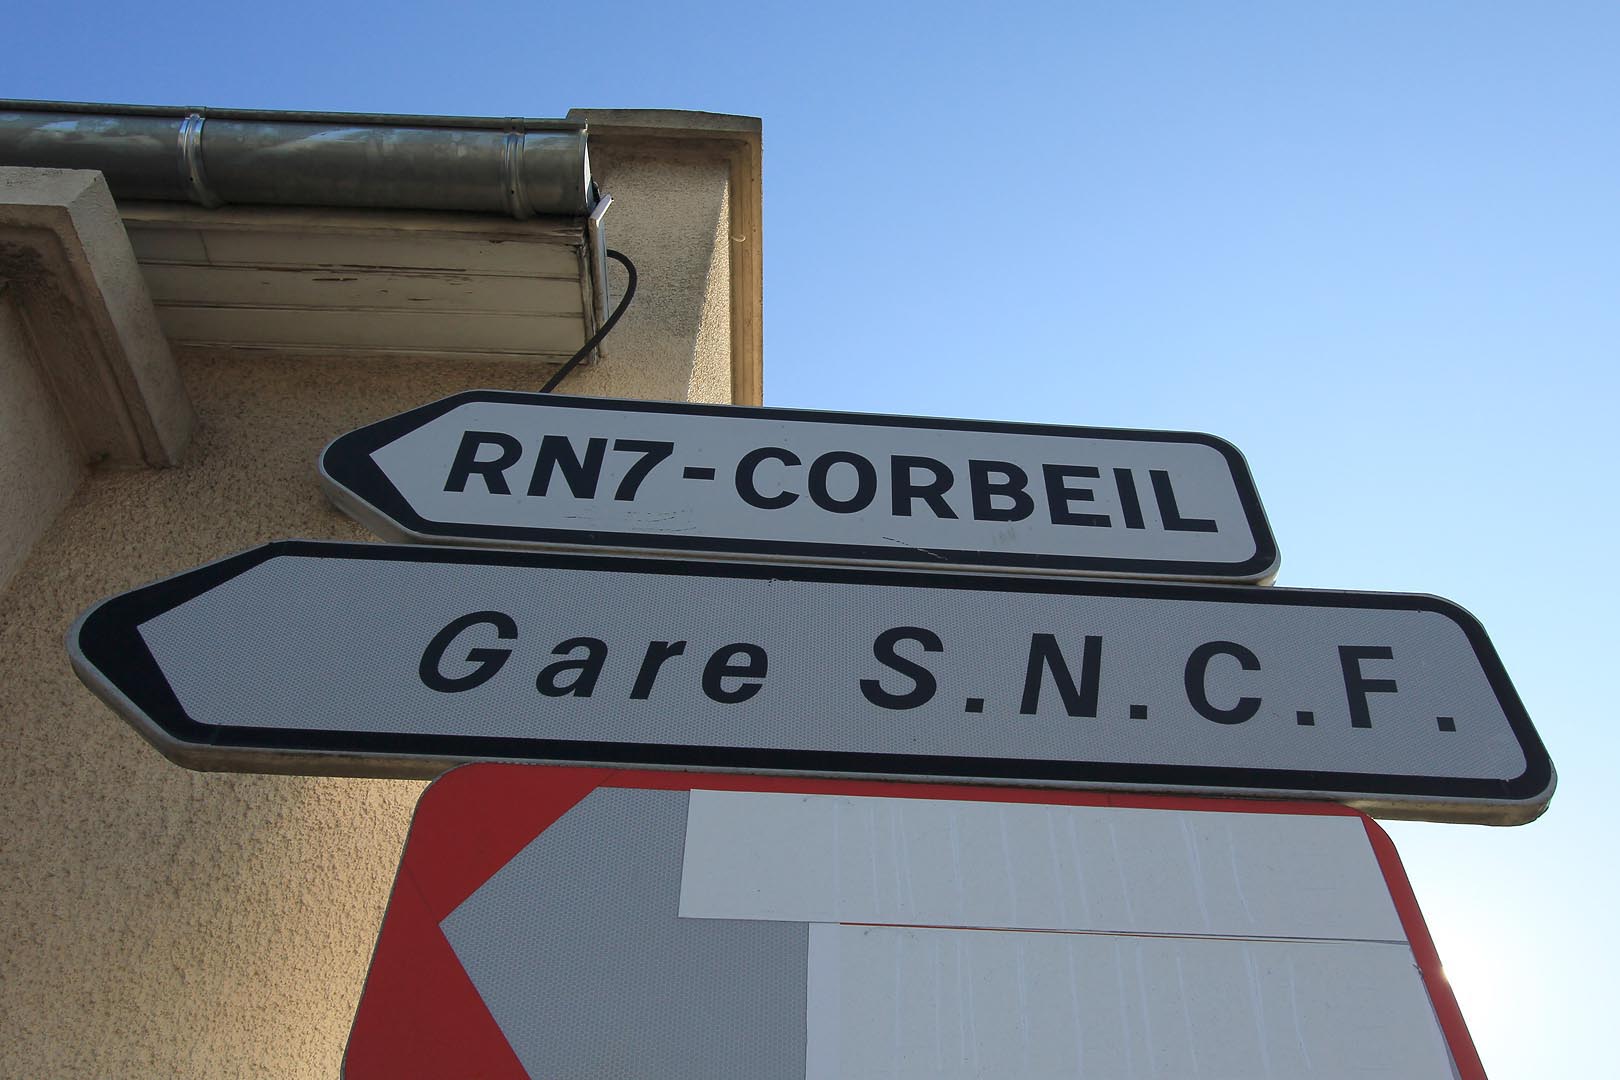 RN7-CORBEIL
Gare S.N.C.F.